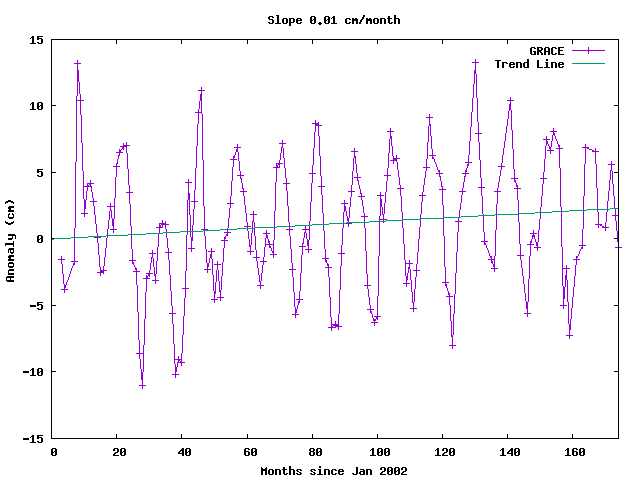 Slope 0.01 cm/month
GRACE
Trend Line
Anomaly (cm)
15
10
5
0
-5
-10
-15
0 20 40 60 80 100 120 140 160
Months since Jan 2002